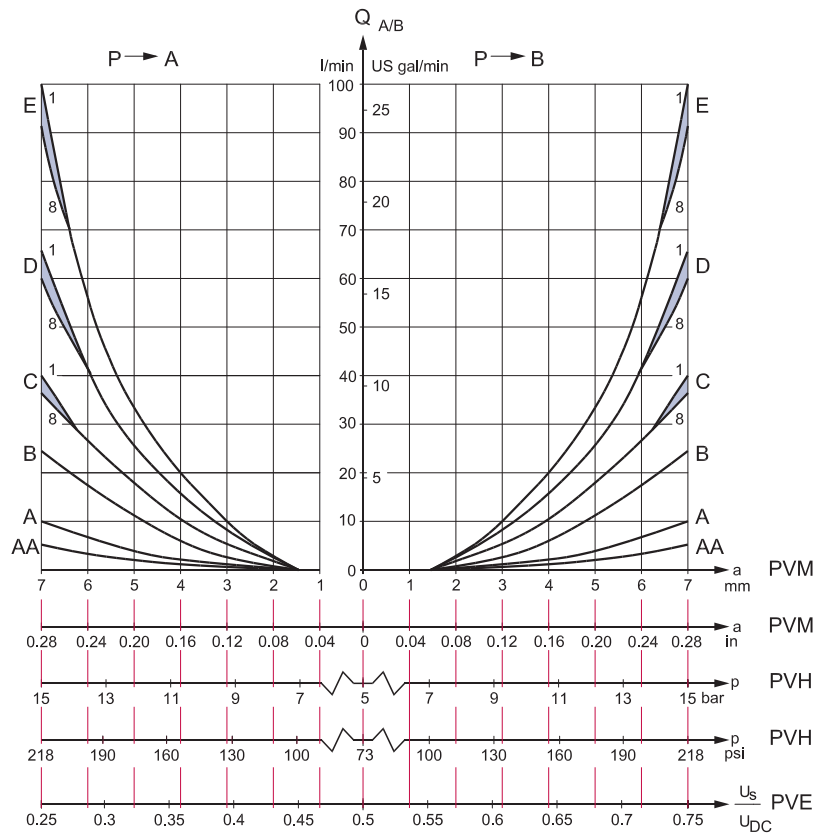 Q A/B
P → A
l/min US gal/min
P → B
E 1 100 1 E
25
90
8 80 20 8
70
1 1
D 60 15 D
50
8 8
1 40 10 1
C C
8 30 8
B 20 5 B
A 10 A
AA 0 AA
7 6 5 4 3 2 1 0 1 2 3 4 5 6 7 a mm PVM
0.28 0.24 0.20 0.16 0.12 0.08 0.04 0 0.04 0.08 0.12 0.16 0.20 0.24 0.28 a in PVM
15 13 11 9 7 5 7 9 11 13 15 p bar PVH
218 190 160 130 100 73 100 130 160 190 218 p psi PVH
0.25 0.3 0.35 0.4 0.45 0.5 0.55 0.6 0.65 0.7 0.75 U_S / U_DC PVE